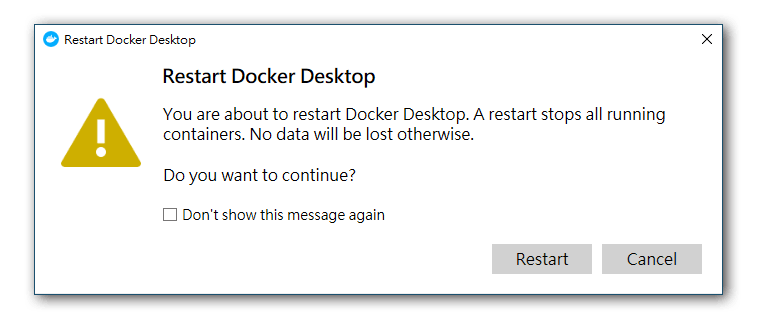 Restart Docker Desktop
Restart Docker Desktop
You are about to restart Docker Desktop. A restart stops all running
containers. No data will be lost otherwise.
Do you want to continue?
Don't show this message again
Restart
Cancel